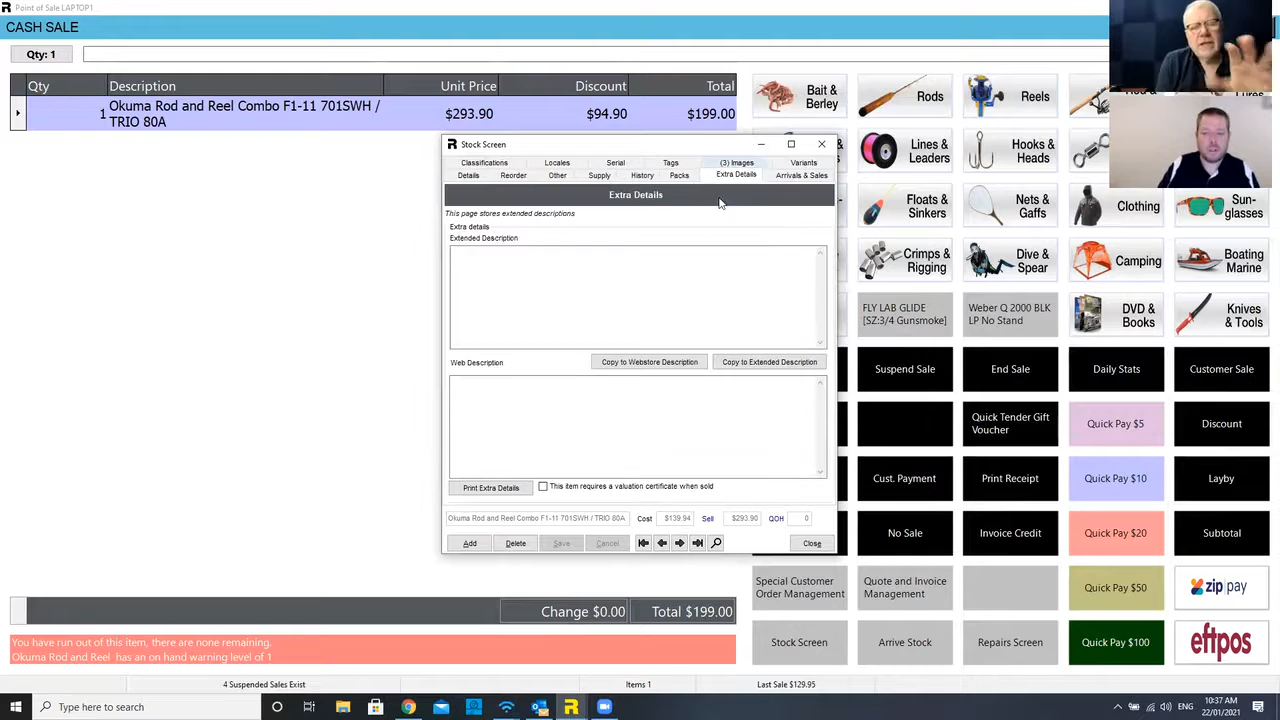 Point of Sale LAPTOP1
CASH SALE
Qty: 1
Qty Description Unit Price Discount Total
1 Okuma Rod and Reel Combo F1-11 701SWH / $293.90 $94.90 $199.00
TRIO 80A
Bait & Berley
Rods
Reels
Lines & Leaders
Hooks & Heads
Floats & Sinkers
Nets & Gaffs
Clothing
Sun-glasses
Crimps & Rigging
Dive & Spear
Camping
Boating Marine
FLY LAB GLIDE [SZ:3/4 Gunsmoke]
Weber Q 2000 BLK LP No Stand
DVD & Books
Knives & Tools
Suspend Sale
End Sale
Daily Stats
Customer Sale
Quick Tender Gift Voucher
Quick Pay $5
Discount
Cust. Payment
Print Receipt
Quick Pay $10
Layby
No Sale
Invoice Credit
Quick Pay $20
Subtotal
Special Customer Order Management
Quote and Invoice Management
Quick Pay $50
zip pay
Stock Screen
Arrive Stock
Repairs Screen
Quick Pay $100
eftpos
Stock Screen
Classifications Locales Serial Tags (3) Images Variants
Details Reorder Other Supply History Packs Extra Details Arrivals & Sales
Extra Details
This page stores extended descriptions
Extra details
Extended Description
Web Description Copy to Webstore Description Copy to Extended Description
Print Extra Details This item requires a valuation certificate when sold
Okuma Rod and Reel Combo F1-11 701SWH / TRIO 80A Cost $139.94 Sell $293.90 QOH 0
Add Delete Save Cancel Close
Change $0.00 Total $199.00
You have run out of this item, there are none remaining.
Okuma Rod and Reel has an on hand warning level of 1
4 Suspended Sales Exist Items 1 Last Sale $129.95
Type here to search
ENG
10:37 AM
22/01/2021